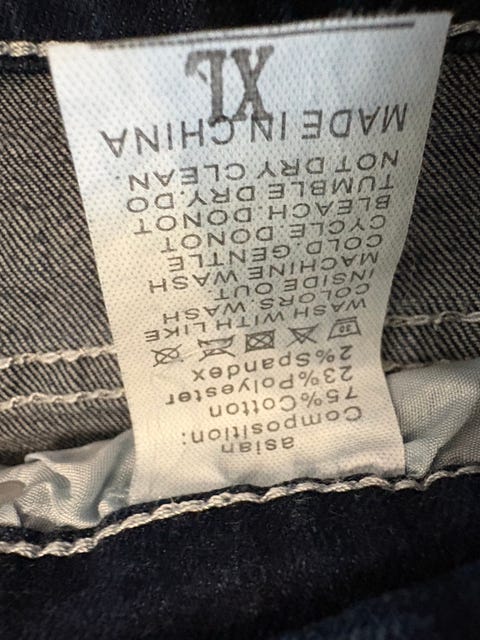 asian
Composition:
75%Cotton
23%Polyester
2%Spandex
30
WASH WITH LIKE
COLORS. WASH
INSIDE OUT
MACHINE WASH
COLD. GENTLE
CYCLE. DONOT
BLEACH. DONOT
TUMBLE DRY. DO
NOT DRY CLEAN.
MADE IN CHINA
XL